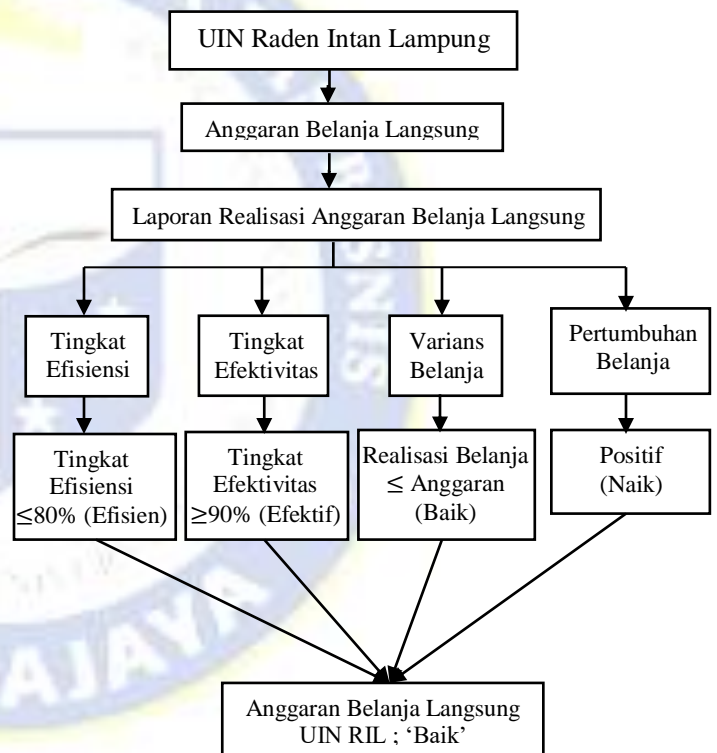 UIN Raden Intan Lampung
Anggaran Belanja Langsung
Laporan Realisasi Anggaran Belanja Langsung
Tingkat
Efisiensi
Tingkat
Efektivitas
Varians
Belanja
Pertumbuhan
Belanja
Tingkat
Efisiensi
≤80% (Efisien)
Tingkat
Efektivitas
≥90% (Efektif)
Realisasi Belanja
≤ Anggaran
(Baik)
Positif
(Naik)
Anggaran Belanja Langsung
UIN RIL ; ‘Baik’
AJAYA
SNIS